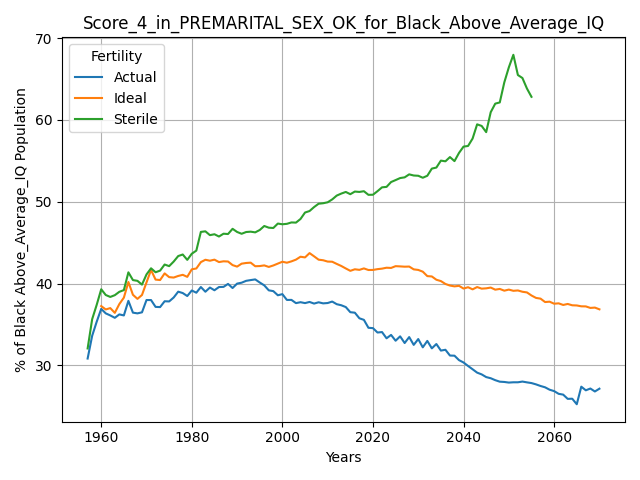 Score_4_in_PREMARITAL_SEX_OK_for_Black_Above_Average_IQ
% of Black Above_Average_IQ Population
70
60
50
40
30
Fertility
Actual
Ideal
Sterile
1960 1980 2000 2020 2040 2060
Years